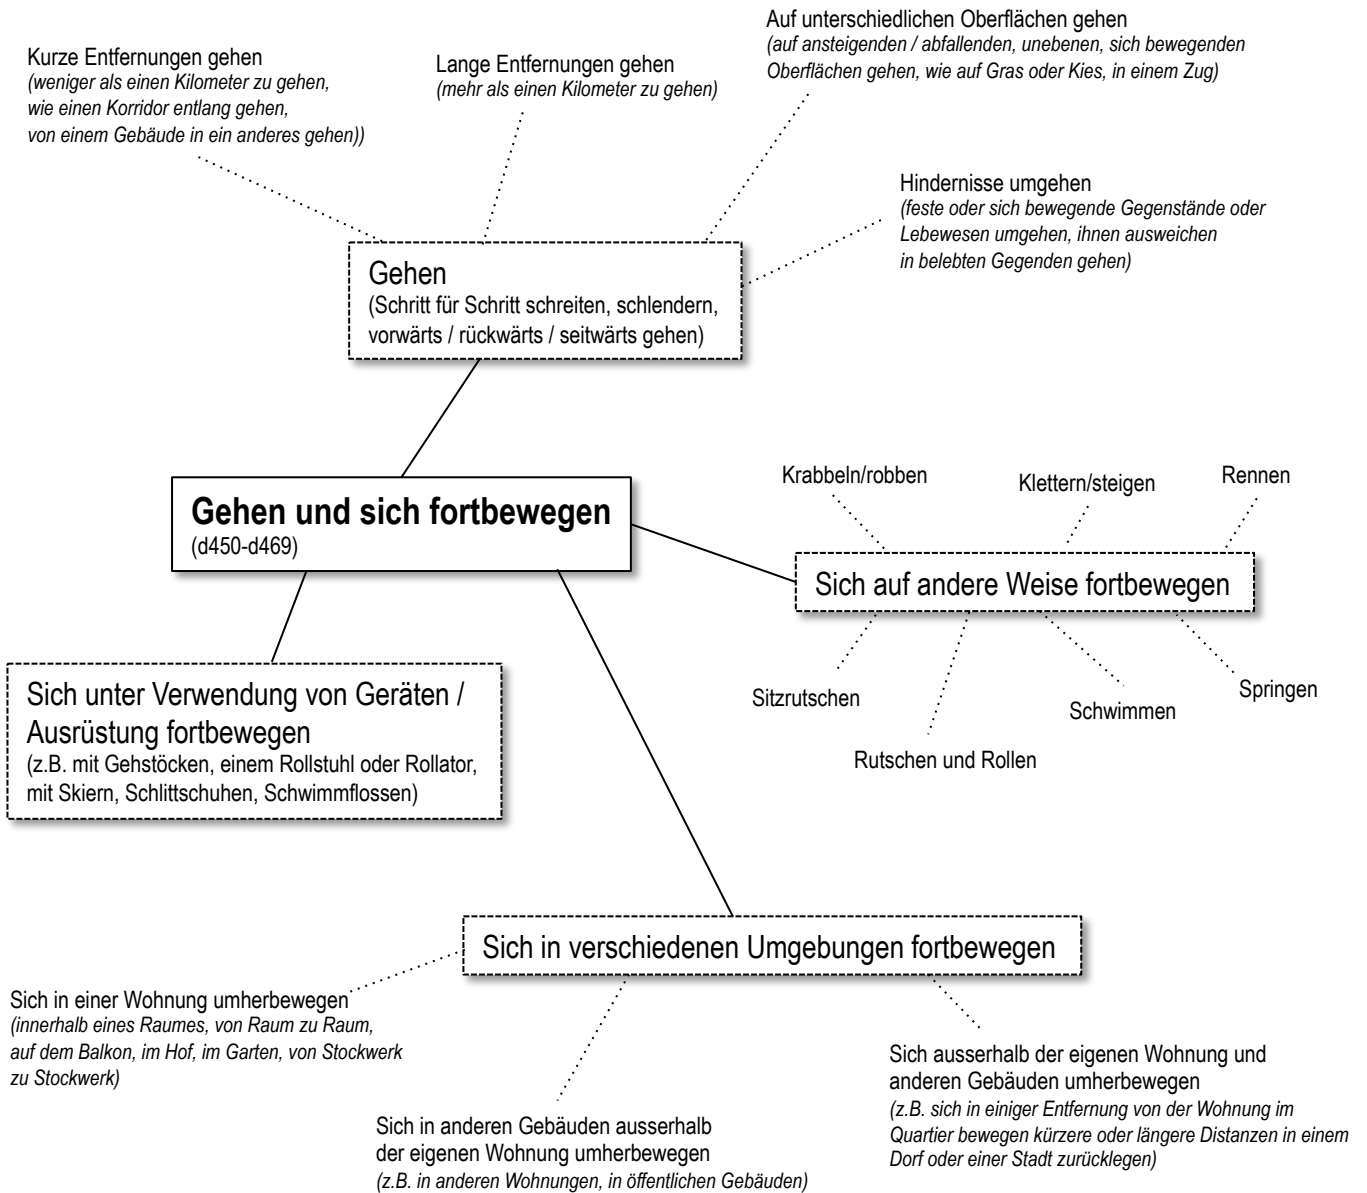 Auf unterschiedlichen Oberflächen gehen
(auf ansteigenden / abfallenden, unebenen, sich bewegenden
Oberflächen gehen, wie auf Gras oder Kies, in einem Zug)
Kurze Entfernungen gehen
(weniger als einen Kilometer zu gehen,
wie einen Korridor entlang gehen,
von einem Gebäude in ein anderes gehen))
Lange Entfernungen gehen
(mehr als einen Kilometer zu gehen)
Hindernisse umgehen
(feste oder sich bewegende Gegenstände oder
Lebewesen umgehen, ihnen ausweichen
in belebten Gegenden gehen)
Gehen
(Schritt für Schritt schreiten, schlendern,
vorwärts / rückwärts / seitwärts gehen)
Gehen und sich fortbewegen
(d450-d469)
Krabbeln/robben
Klettern/steigen
Rennen
Sich auf andere Weise fortbewegen
Sitzrutschen
Rutschen und Rollen
Schwimmen
Springen
Sich unter Verwendung von Geräten /
Ausrüstung fortbewegen
(z.B. mit Gehstöcken, einem Rollstuhl oder Rollator,
mit Skiern, Schlittschuhen, Schwimmflossen)
Sich in verschiedenen Umgebungen fortbewegen
Sich in einer Wohnung umherbewegen
(innerhalb eines Raumes, von Raum zu Raum,
auf dem Balkon, im Hof, im Garten, von Stockwerk
zu Stockwerk)
Sich in anderen Gebäuden ausserhalb
der eigenen Wohnung umherbewegen
(z.B. in anderen Wohnungen, in öffentlichen Gebäuden)
Sich ausserhalb der eigenen Wohnung und
anderen Gebäuden umherbewegen
(z.B. sich in einiger Entfernung von der Wohnung im
Quartier bewegen kürzere oder längere Distanzen in einem
Dorf oder einer Stadt zurücklegen)